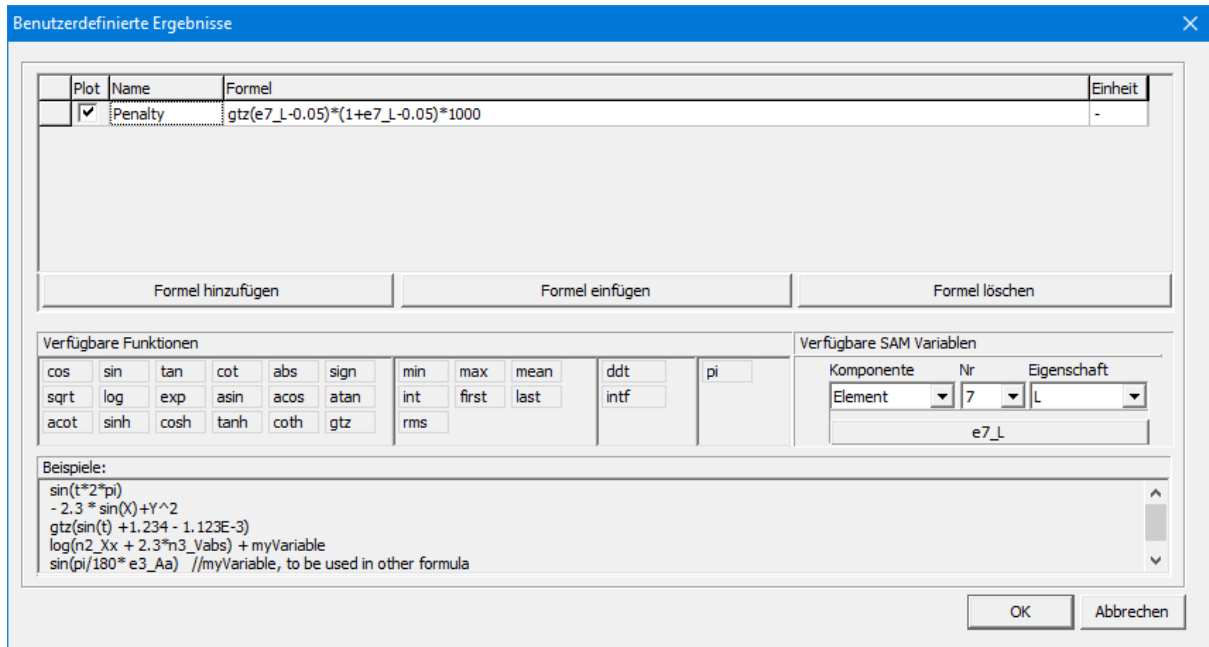 Benutzerdefinierte Ergebnisse
Plot Name Formel Einheit
Penalty gtz(e7_L-0.05)*(1+e7_L-0.05)*1000 -
Formel hinzufügen Formel einfügen Formel löschen
Verfügbare Funktionen Verfügbare SAM Variablen
cos sin tan cot abs sign min max mean ddt pi Komponente Nr Eigenschaft
sqrt log exp asin acos atan int first last intf Element 7 L
acot sinh cosh tanh coth gtz rms e7_L
Beispiele:
sin(t*2*pi)
- 2.3 * sin(X)+Y^2
gtz(sin(t) +1.234 - 1.123E-3)
log(n2_Xx + 2.3*n3_Vabs) + myVariable
sin(pi/180* e3_Aa) //myVariable, to be used in other formula
OK Abbrechen